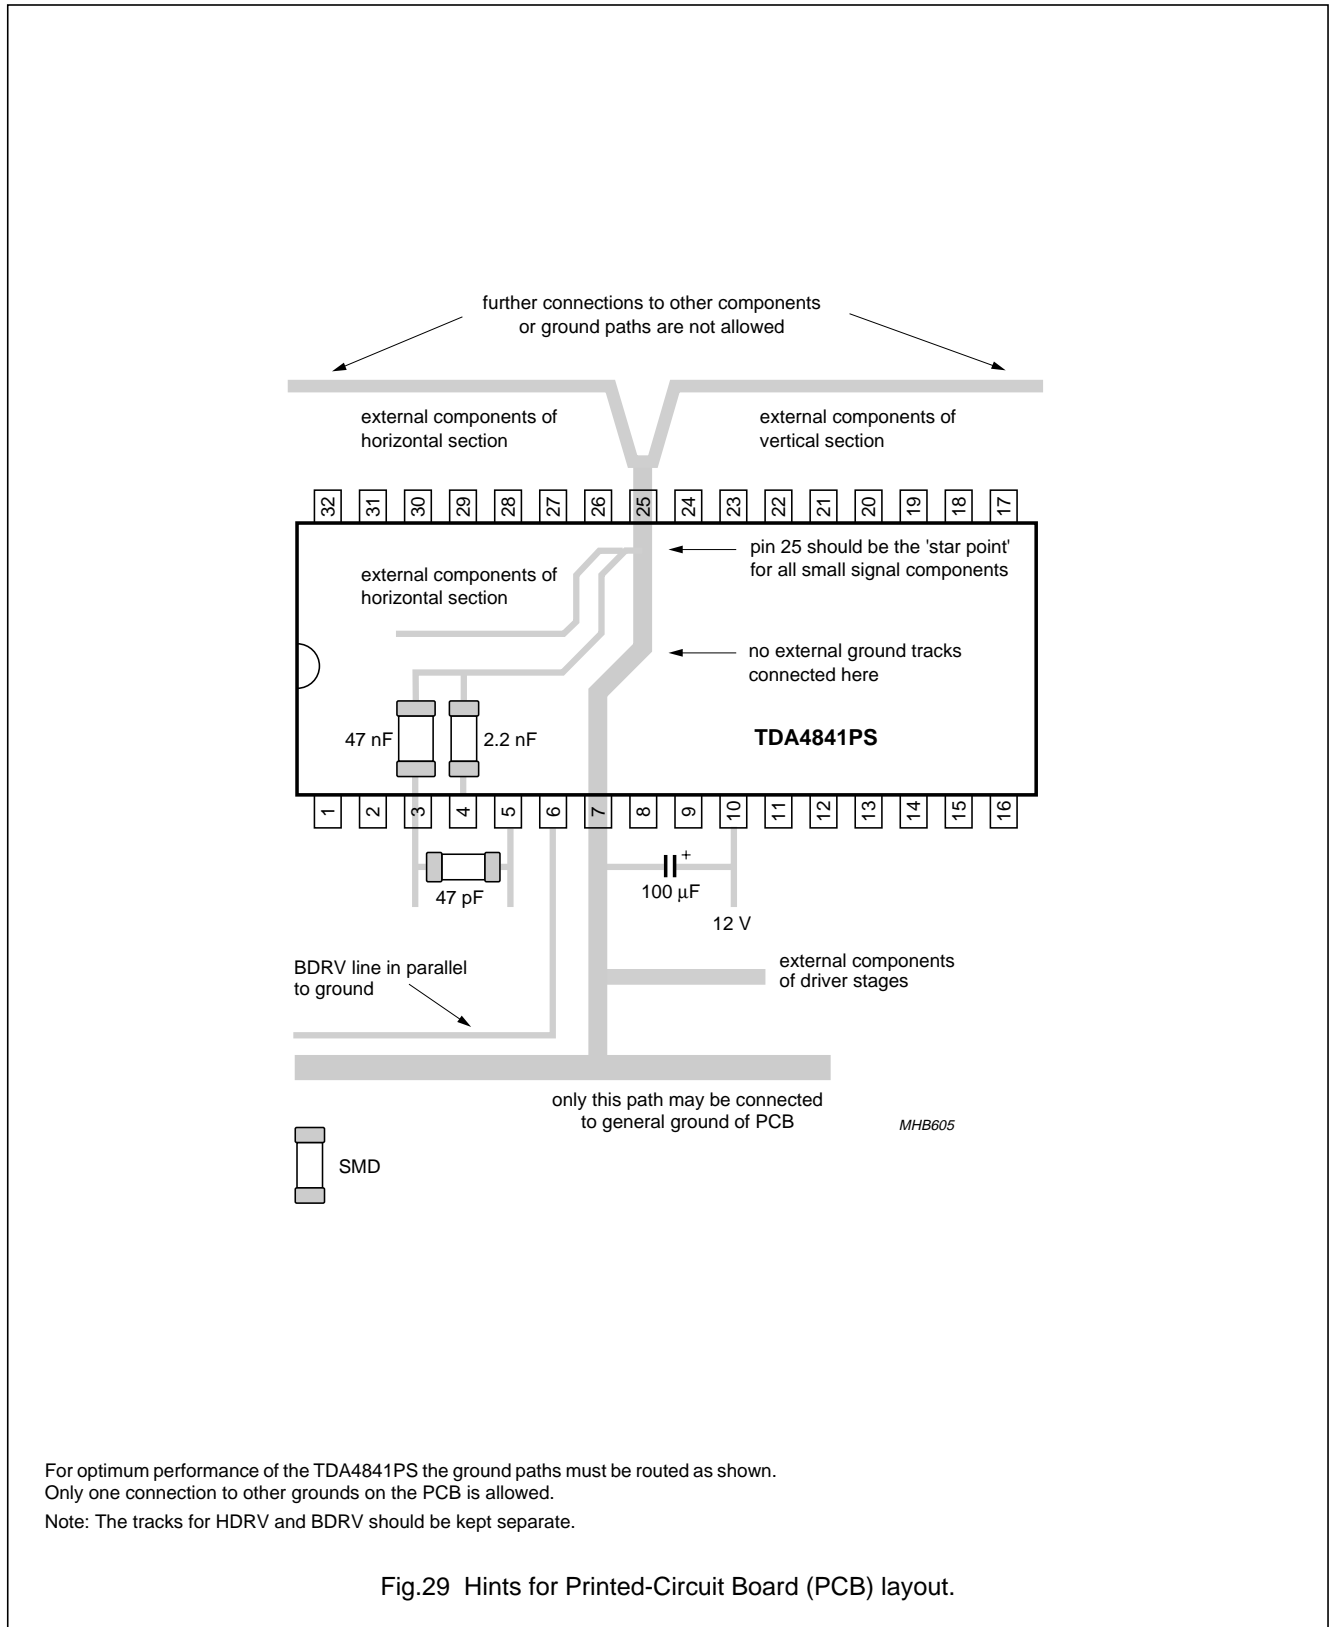 further connections to other components
or ground paths are not allowed
external components of
horizontal section
external components of
vertical section
32 31 30 29 28 27 26 25 24 23 22 21 20 19 18 17
pin 25 should be the 'star point'
for all small signal components
external components of
horizontal section
no external ground tracks
connected here
47 nF
2.2 nF
TDA4841PS
1 2 3 4 5 6 7 8 9 10 11 12 13 14 15 16
+
47 pF
100 µF
12 V
BDRV line in parallel
to ground
external components
of driver stages
only this path may be connected
to general ground of PCB
MHB605
SMD
For optimum performance of the TDA4841PS the ground paths must be routed as shown.
Only one connection to other grounds on the PCB is allowed.
Note: The tracks for HDRV and BDRV should be kept separate.
Fig.29 Hints for Printed-Circuit Board (PCB) layout.